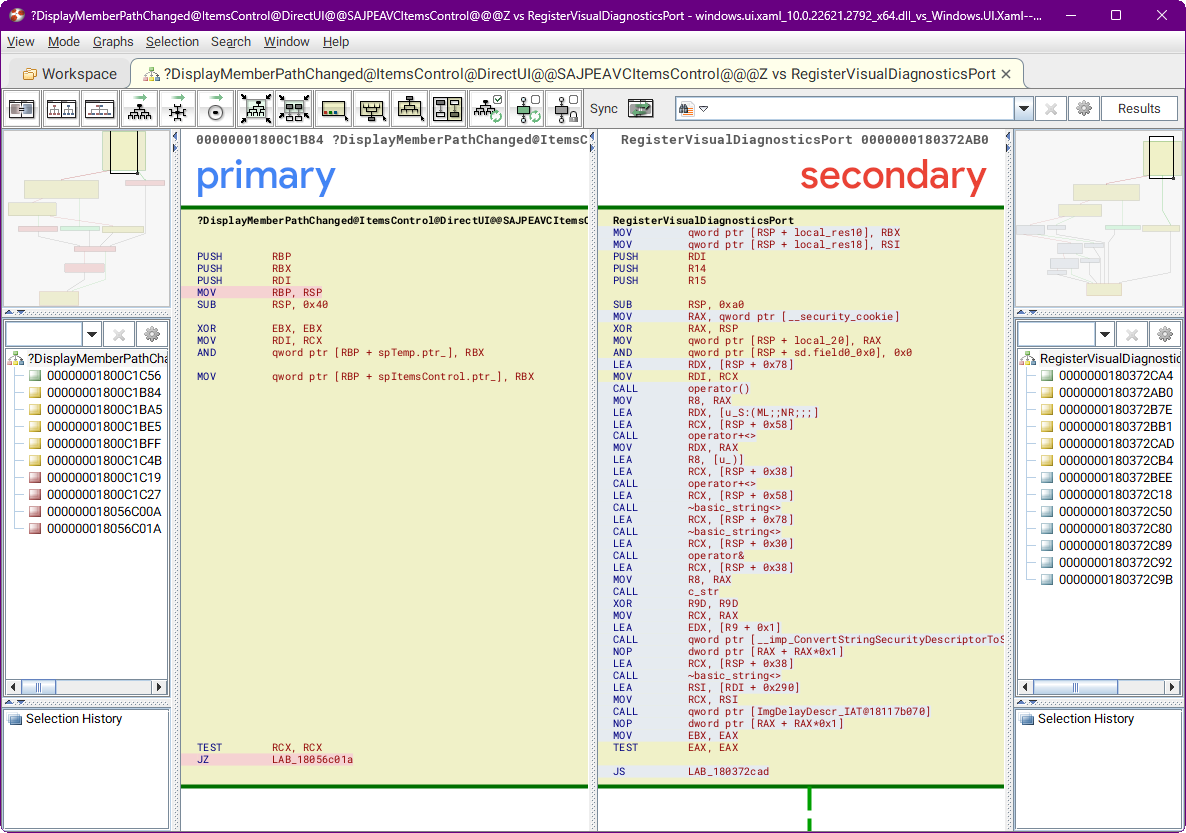 ?DisplayMemberPathChanged@ItemsControl@DirectUI@@SAJPEAVCItemsControl@@@Z vs RegisterVisualDiagnosticsPort - windows.ui.xaml_10.0.22621.2792_x64.dll_vs_Windows.UI.Xaml--...
View Mode Graphs Selection Search Window Help
Workspace
?DisplayMemberPathChanged@ItemsControl@DirectUI@@SAJPEAVCItemsControl@@@Z vs RegisterVisualDiagnosticsPort
Sync
Results
?DisplayMemberPathCha
00000001800C1C56
00000001800C1B84
00000001800C1BA5
00000001800C1BE5
00000001800C1BFF
00000001800C1C4B
00000001800C1C19
00000001800C1C27
000000018056C00A
000000018056C01A
Selection History
00000001800C1B84 ?DisplayMemberPathChanged@ItemsC
primary
?DisplayMemberPathChanged@ItemsControl@DirectUI@@SAJPEAVCItemsC
PUSH RBP
PUSH RBX
PUSH RDI
MOV RBP, RSP
SUB RSP, 0x40
XOR EBX, EBX
MOV RDI, RCX
AND qword ptr [RBP + spTemp.ptr_], RBX
MOV qword ptr [RBP + spItemsControl.ptr_], RBX
TEST RCX, RCX
JZ LAB_18056c01a
RegisterVisualDiagnosticsPort 0000000180372AB0
secondary
RegisterVisualDiagnosticsPort
MOV qword ptr [RSP + local_res10], RBX
MOV qword ptr [RSP + local_res18], RSI
PUSH RDI
PUSH R14
PUSH R15
SUB RSP, 0xa0
MOV RAX, qword ptr [__security_cookie]
XOR RAX, RSP
MOV qword ptr [RSP + local_20], RAX
AND qword ptr [RSP + sd.field0_0x0], 0x0
LEA RDX, [RSP + 0x78]
MOV RDI, RCX
CALL operator()
MOV R8, RAX
LEA RDX, [u_S:(ML;;NR;;;]
LEA RCX, [RSP + 0x58]
CALL operator+<>
MOV RDX, RAX
LEA R8, [u_)]
LEA RCX, [RSP + 0x38]
CALL operator+<>
LEA RCX, [RSP + 0x58]
CALL ~basic_string<>
LEA RCX, [RSP + 0x78]
CALL ~basic_string<>
LEA RCX, [RSP + 0x30]
CALL operator&
LEA RCX, [RSP + 0x38]
MOV R8, RAX
CALL c_str
XOR R9D, R9D
MOV RCX, RAX
LEA EDX, [R9 + 0x1]
CALL qword ptr [__imp_ConvertStringSecurityDescriptorToS
NOP dword ptr [RAX + RAX*0x1]
LEA RCX, [RSP + 0x38]
CALL ~basic_string<>
LEA RSI, [RDI + 0x290]
MOV RCX, RSI
CALL qword ptr [ImgDelayDescr_IAT@18117b070]
NOP dword ptr [RAX + RAX*0x1]
MOV EBX, EAX
TEST EAX, EAX
JS LAB_180372cad
RegisterVisualDiagnostic
0000000180372CA4
0000000180372AB0
0000000180372B7E
0000000180372BB1
0000000180372CAD
0000000180372CB4
0000000180372BEE
0000000180372C18
0000000180372C50
0000000180372C80
0000000180372C89
0000000180372C92
0000000180372C9B
Selection History